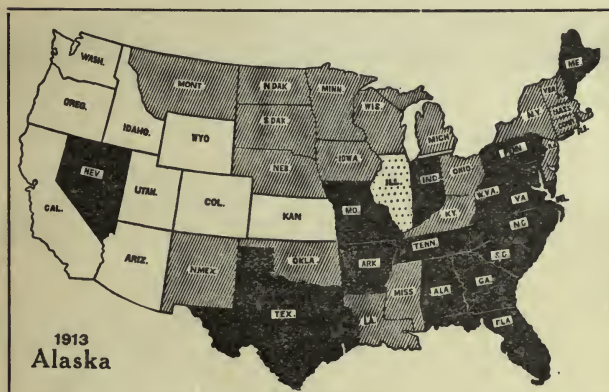 WASH.
MONT
N.DAK
MINN.
ME.
OREG.
IDAHO.
S.DAK
WIS.
MICH
N.Y.
MASS
R.I.
WYO
NEB
IOWA
PENN
NEV
UTAH.
COL.
KAN
MO.
ILL.
IND.
OHIO.
W.VA.
VA
KY.
CAL.
ARIZ.
N.MEX.
OKLA.
ARK
TENN
NC
S.C
TEX.
LA.
MISS
ALA
GA.
FLA
1913
Alaska